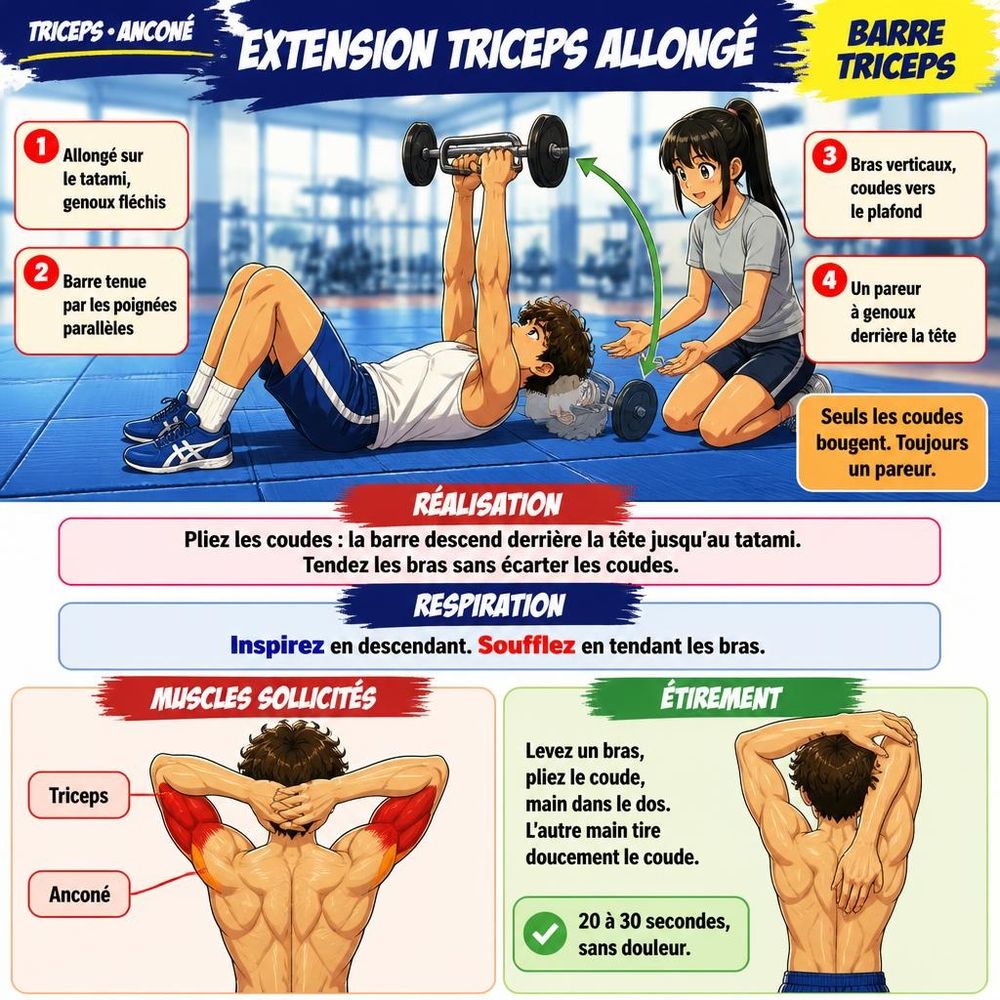 TRICEPS • ANCONÉ
EXTENSION TRICEPS ALLONGÉ
BARRE
TRICEPS
1
Allongé sur
le tatami,
genoux fléchis
2
Barre tenue
par les poignées
parallèles
3
Bras verticaux,
coudes vers
le plafond
4
Un pareur
à genoux
derrière la tête
Seuls les coudes
bougent. Toujours
un pareur.
RÉALISATION
Pliez les coudes : la barre descend derrière la tête jusqu'au tatami.
Tendez les bras sans écarter les coudes.
RESPIRATION
Inspirez en descendant. Soufflez en tendant les bras.
MUSCLES SOLLICITÉS
Triceps
Anconé
ÉTIREMENT
Levez un bras,
pliez le coude,
main dans le dos.
L'autre main tire
doucement le coude.
20 à 30 secondes,
sans douleur.